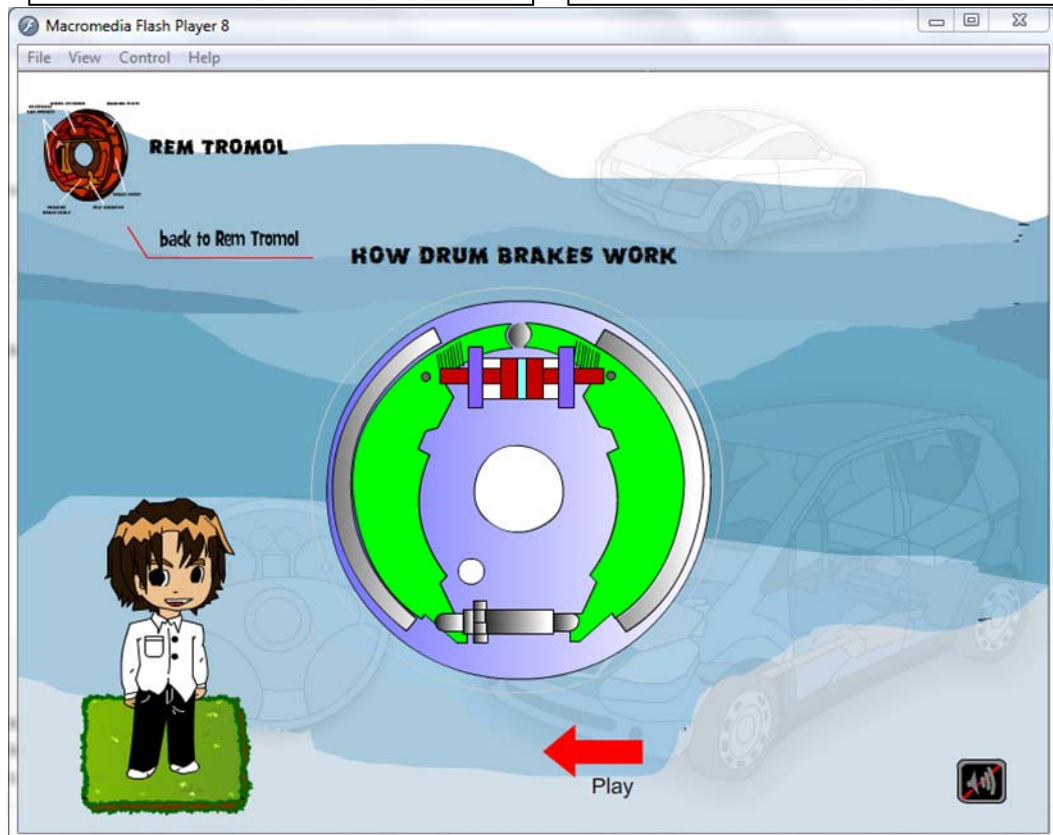 Macromedia Flash Player 8
File View Control Help
REM TROMOL
back to Rem Tromol
HOW DRUM BRAKES WORK
Play